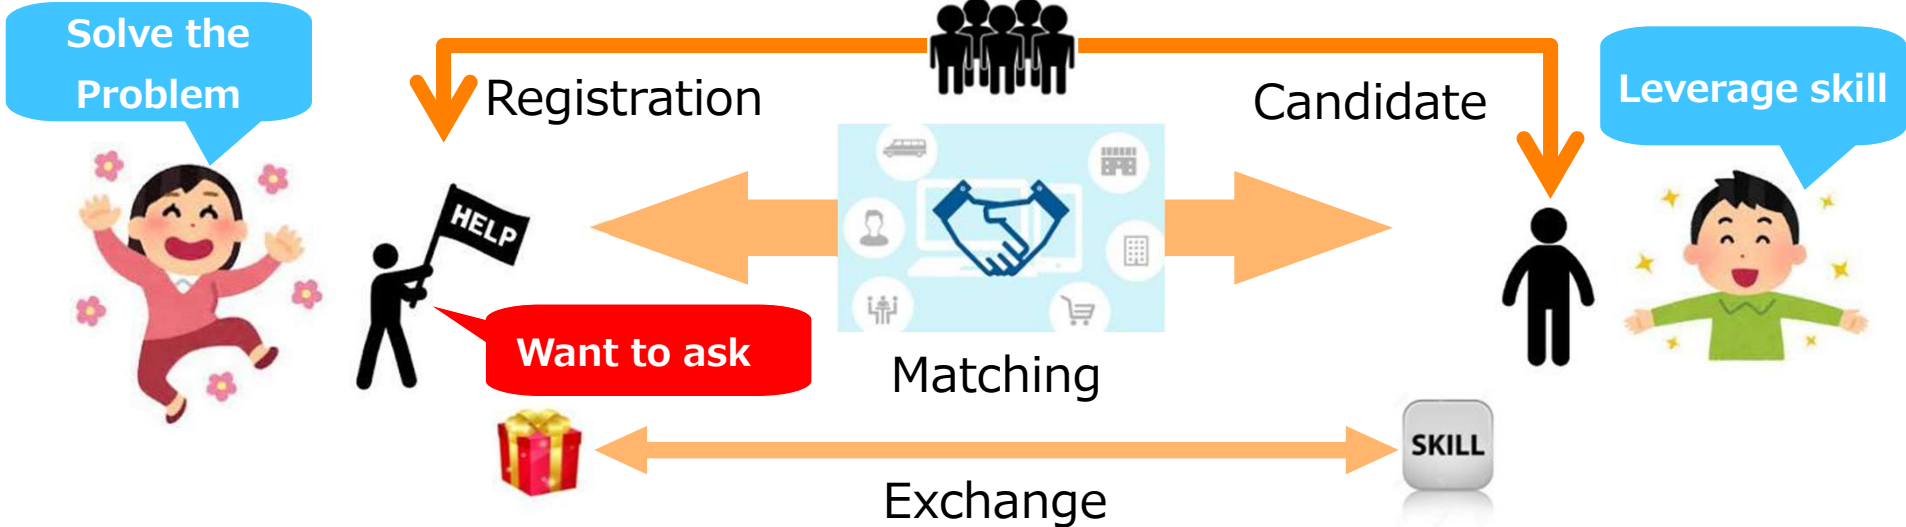 Solve the
Problem
Registration
Candidate
Leverage skill
HELP
Want to ask
Matching
SKILL
Exchange